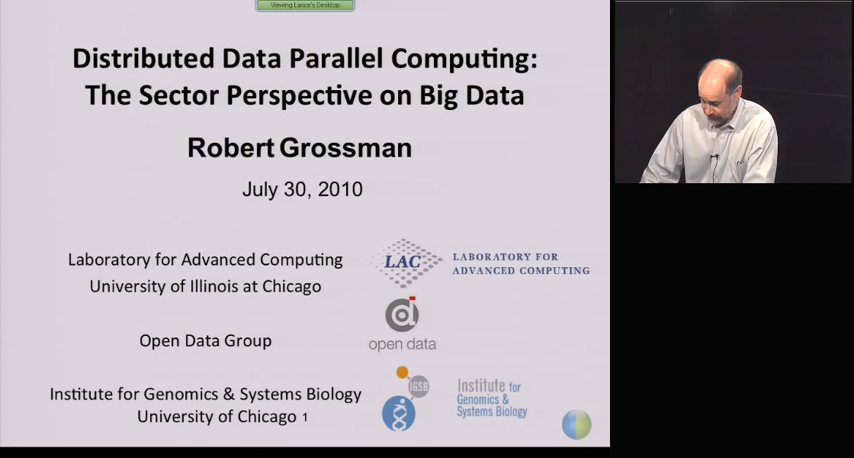 Viewing Lance's Desktop
Distributed Data Parallel Computing:
The Sector Perspective on Big Data
Robert Grossman
July 30, 2010
Laboratory for Advanced Computing
University of Illinois at Chicago
LAC
LABORATORY FOR
ADVANCED COMPUTING
Open Data Group
open data
Institute for Genomics & Systems Biology
University of Chicago 1
IGSB
Institute for
Genomics &
Systems Biology